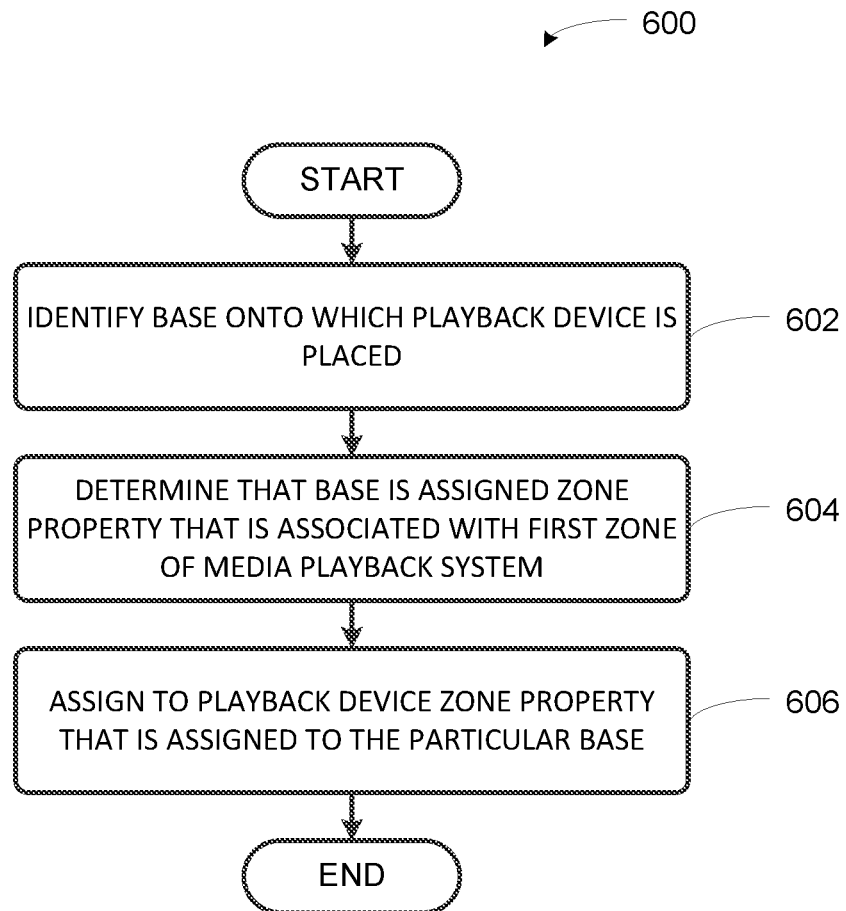 600
START
IDENTIFY BASE ONTO WHICH PLAYBACK DEVICE IS
PLACED
602
DETERMINE THAT BASE IS ASSIGNED ZONE
PROPERTY THAT IS ASSOCIATED WITH FIRST ZONE
OF MEDIA PLAYBACK SYSTEM
604
ASSIGN TO PLAYBACK DEVICE ZONE PROPERTY
THAT IS ASSIGNED TO THE PARTICULAR BASE
606
END